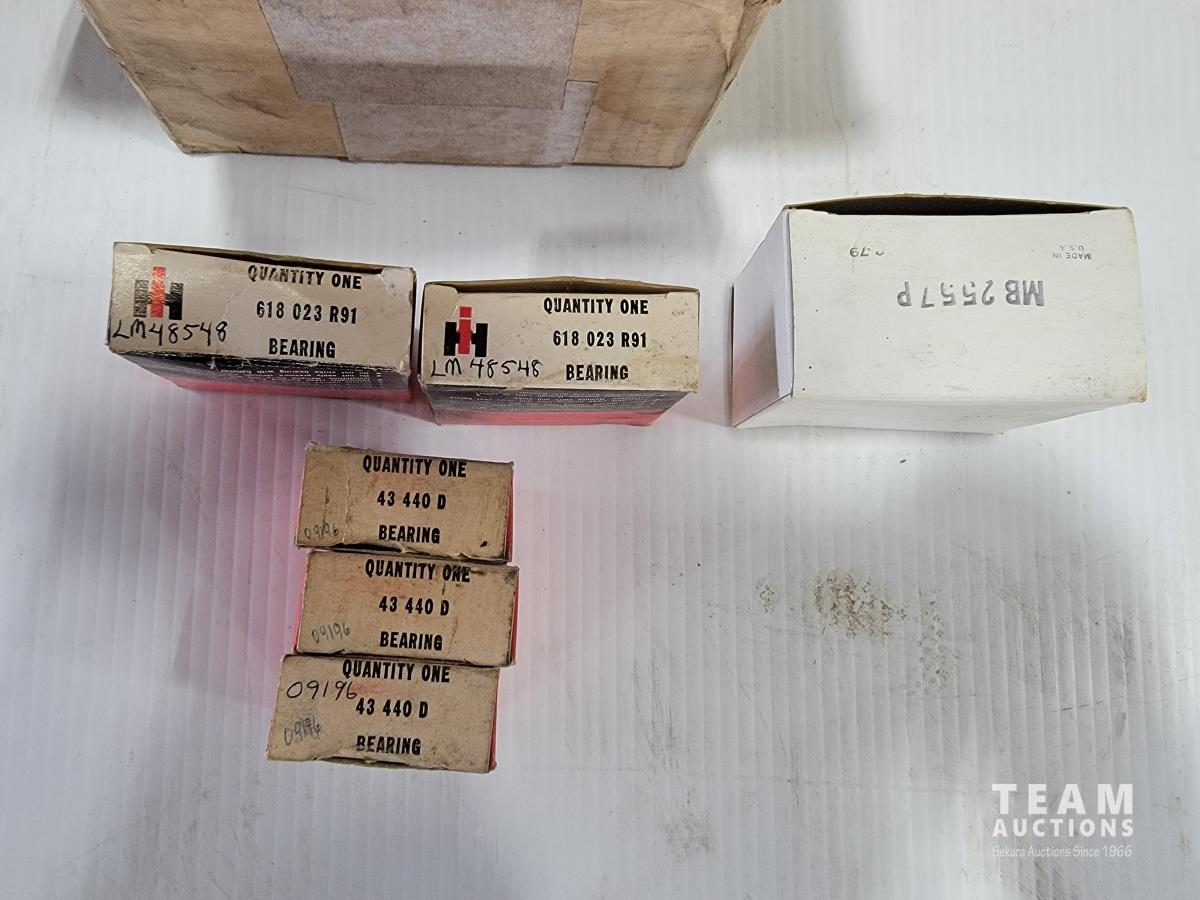 QUANTITY ONE
618 023 R91
LM48548
BEARING
QUANTITY ONE
618 023 R91
LM 48548
BEARING
MADE IN
U.S.A
MB 2557P
QUANTITY ONE
43 440 D
09196
BEARING
QUANTITY ONE
43 440 D
09196
BEARING
QUANTITY ONE
09196
43 440 D
09196
BEARING
TEAM
AUCTIONS
Sekura Auctions Since 1966